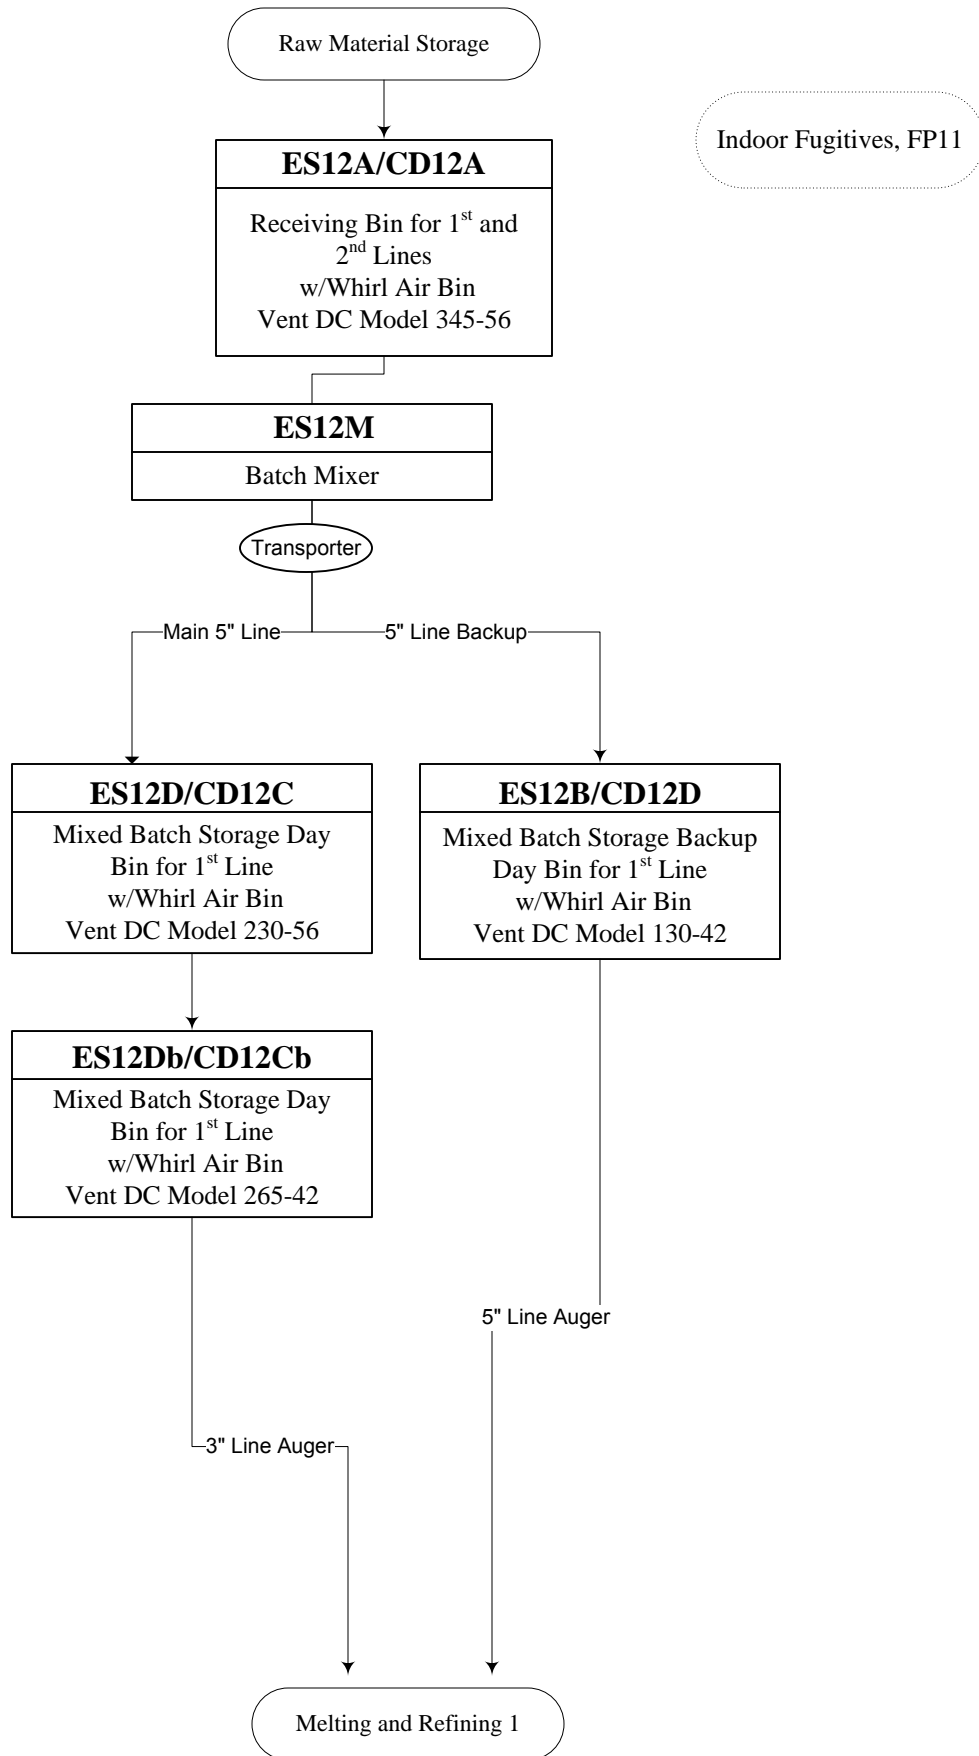 Raw Material Storage
Indoor Fugitives, FP11
ES12A/CD12A
Receiving Bin for 1st and
2nd Lines
w/Whirl Air Bin
Vent DC Model 345-56
ES12M
Batch Mixer
Transporter
Main 5" Line
5" Line Backup
ES12D/CD12C
Mixed Batch Storage Day
Bin for 1st Line
w/Whirl Air Bin
Vent DC Model 230-56
ES12B/CD12D
Mixed Batch Storage Backup
Day Bin for 1st Line
w/Whirl Air Bin
Vent DC Model 130-42
ES12Db/CD12Cb
Mixed Batch Storage Day
Bin for 1st Line
w/Whirl Air Bin
Vent DC Model 265-42
5" Line Auger
3" Line Auger
Melting and Refining 1